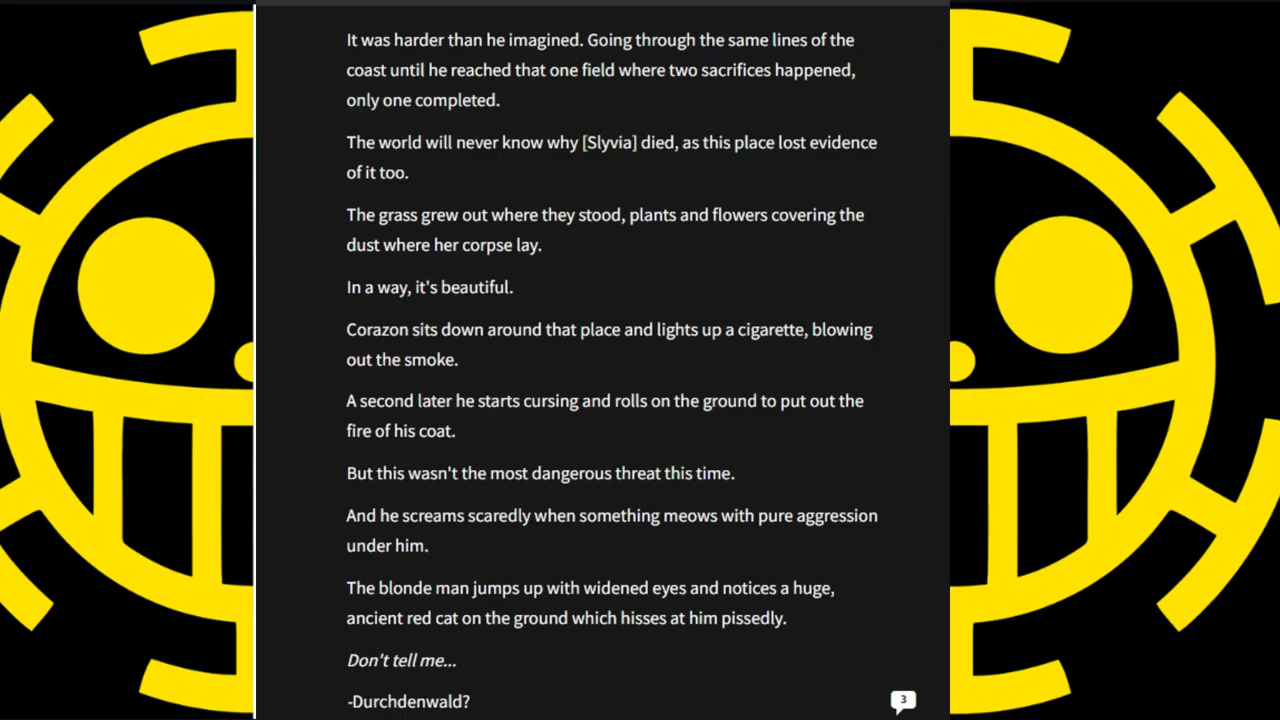 It was harder than he imagined. Going through the same lines of the
coast until he reached that one field where two sacrifices happened,
only one completed.
The world will never know why [Slyvia] died, as this place lost evidence
of it too.
The grass grew out where they stood, plants and flowers covering the
dust where her corpse lay.
In a way, it's beautiful.
Corazon sits down around that place and lights up a cigarette, blowing
out the smoke.
A second later he starts cursing and rolls on the ground to put out the
fire of his coat.
But this wasn't the most dangerous threat this time.
And he screams scaredly when something meows with pure aggression
under him.
The blonde man jumps up with widened eyes and notices a huge,
ancient red cat on the ground which hisses at him pissedly.
Don't tell me...
-Durchdenwald?
3